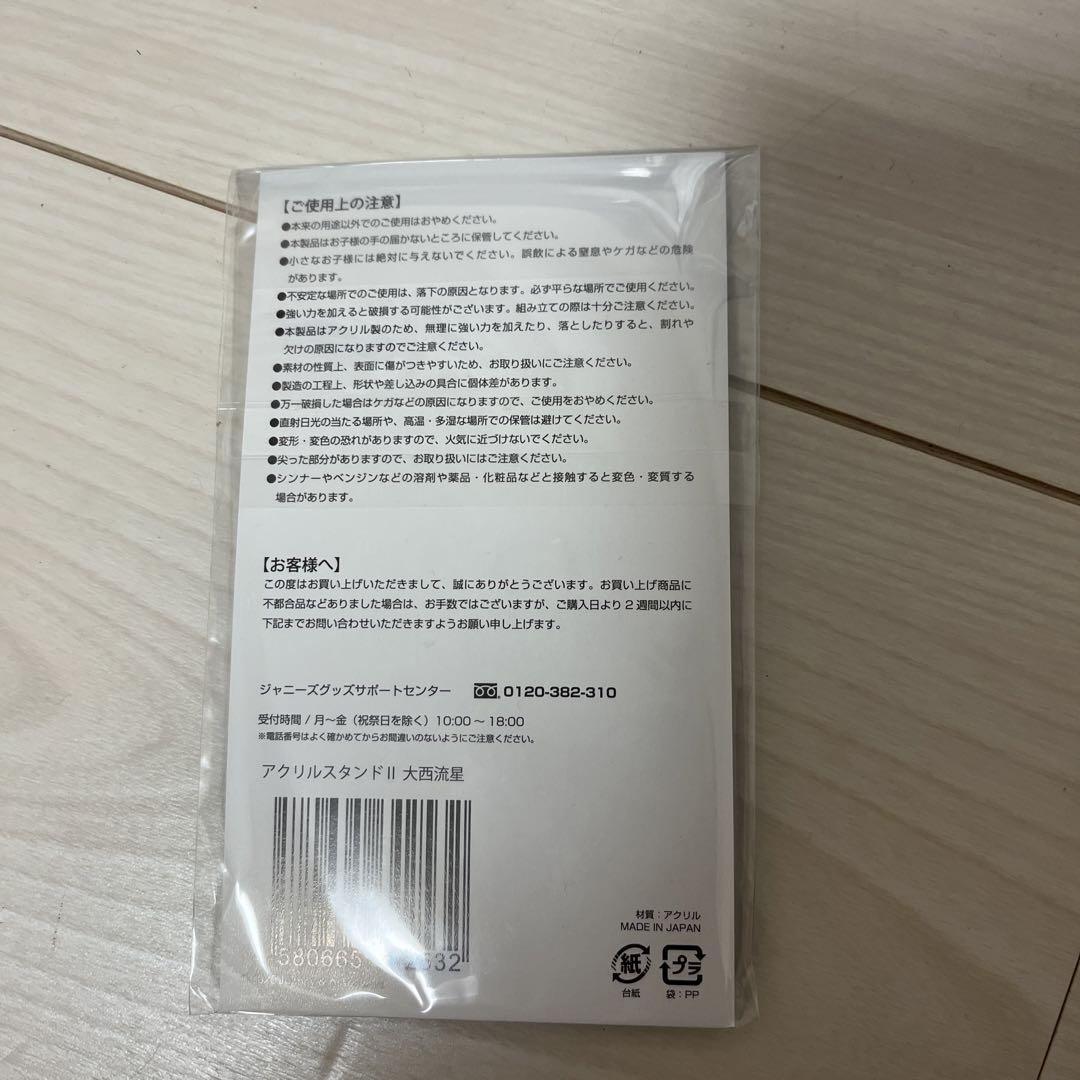 【ご使用上の注意】
●本来の用途以外でのご使用はおやめください。
●本製品はお子様の手の届かないところに保管してください。
●小さなお子様には絶対に与えないでください。誤飲による窒息やケガなどの危険
があります。
●不安定な場所でのご使用は、落下の原因となります。必ず平らな場所でご使用ください。
●強い力を加えると破損する可能性がございます。組み立ての際は十分ご注意ください。
●本製品はアクリル製のため、無理に強い力を加えたり、落としたりすると、割れや
欠けの原因になりますのでご注意ください。
●素材の性質上、表面に傷がつきやすいため、お取り扱いにご注意ください。
●製造の工程上、形状や差し込みの具合に個体差があります。
●万一破損した場合はケガなどの原因になりますので、ご使用をおやめください。
●直射日光の当たる場所や、高温・多湿な場所での保管は避けてください。
●変形・変色の恐れがありますので、火気に近づけないでください。
●尖った部分がありますので、お取り扱いにはご注意ください。
●シンナーやベンジンなどの溶剤や薬品・化粧品などと接触すると変色・変質する
場合があります。
【お客様へ】
この度はお買い上げいただきまして、誠にありがとうございます。お買い上げ商品に
不都合品などありました場合は、お手数ではございますが、ご購入日より2週間以内に
下記までお問い合わせいただきますようお願い申し上げます。
ジャニーズグッズサポートセンター 0120-382-310
受付時間 / 月〜金（祝祭日を除く）10:00 〜 18:00
※電話番号はよく確かめてからお間違いのないようにご注意ください。
アクリルスタンドⅡ 大西流星
材質：アクリル
MADE IN JAPAN
紙 プラ
台紙 袋：PP